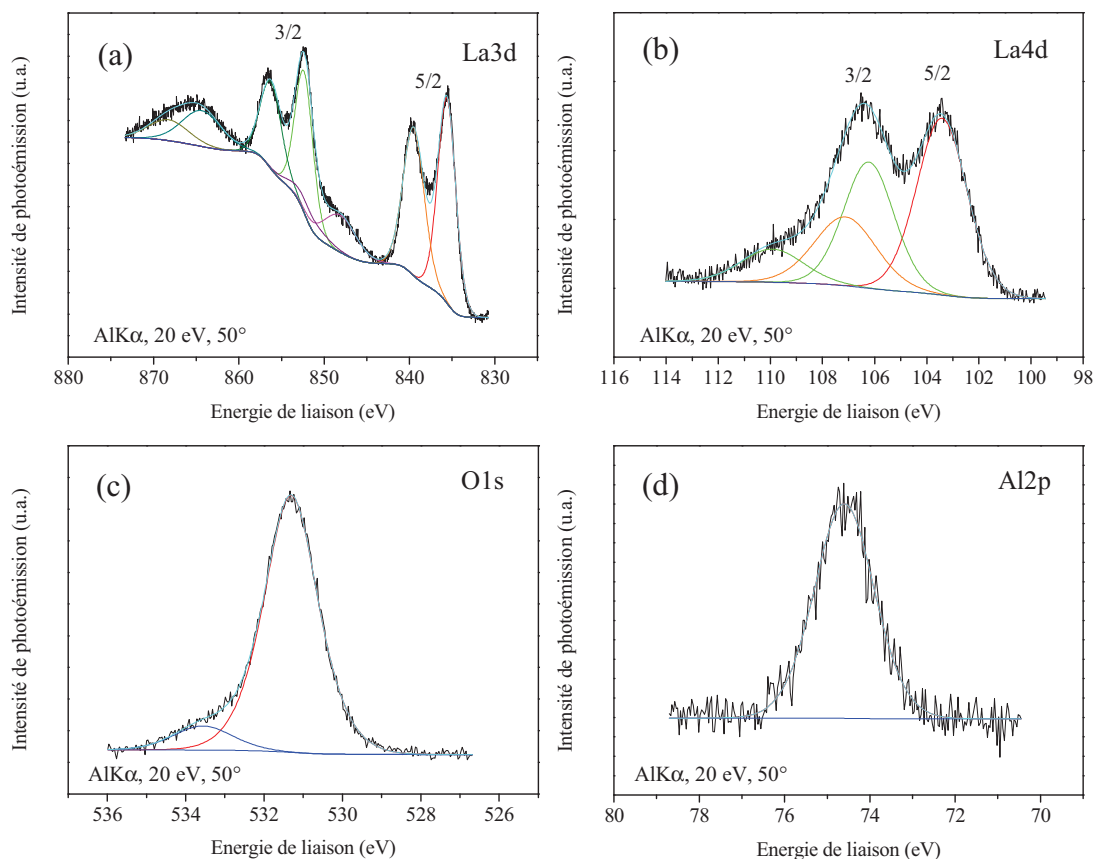 (a)
3/2
5/2
La3d
Intensité de photoémission (u.a.)
AlKα, 20 eV, 50°
880 870 860 850 840 830
Energie de liaison (eV)
(b)
3/2
5/2
La4d
Intensité de photoémission (u.a.)
AlKα, 20 eV, 50°
116 114 112 110 108 106 104 102 100 98
Energie de liaison (eV)
(c)
O1s
Intensité de photoémission (u.a.)
AlKα, 20 eV, 50°
536 534 532 530 528 526
Energie de liaison (eV)
(d)
Al2p
Intensité de photoémission (u.a.)
AlKα, 20 eV, 50°
80 78 76 74 72 70
Energie de liaison (eV)